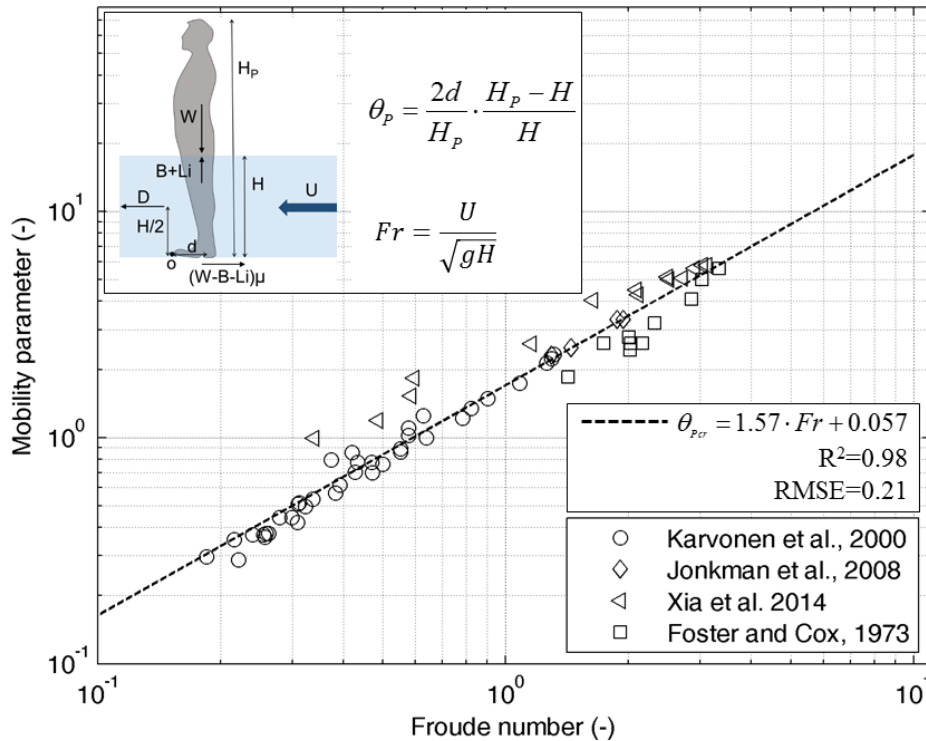 H_P
W
B+Li
D
H/2
d
o
H
U
(W-B-Li)μ
θ_P = 2d/H_P · (H_P − H)/H
Fr = U/√(gH)
Mobility parameter (-)
10^1
10^0
10^-1
θ_Pcr = 1.57 · Fr + 0.057
R²=0.98
RMSE=0.21
Karvonen et al., 2000
Jonkman et al., 2008
Xia et al. 2014
Foster and Cox, 1973
10^-1
10^0
10^1
Froude number (-)